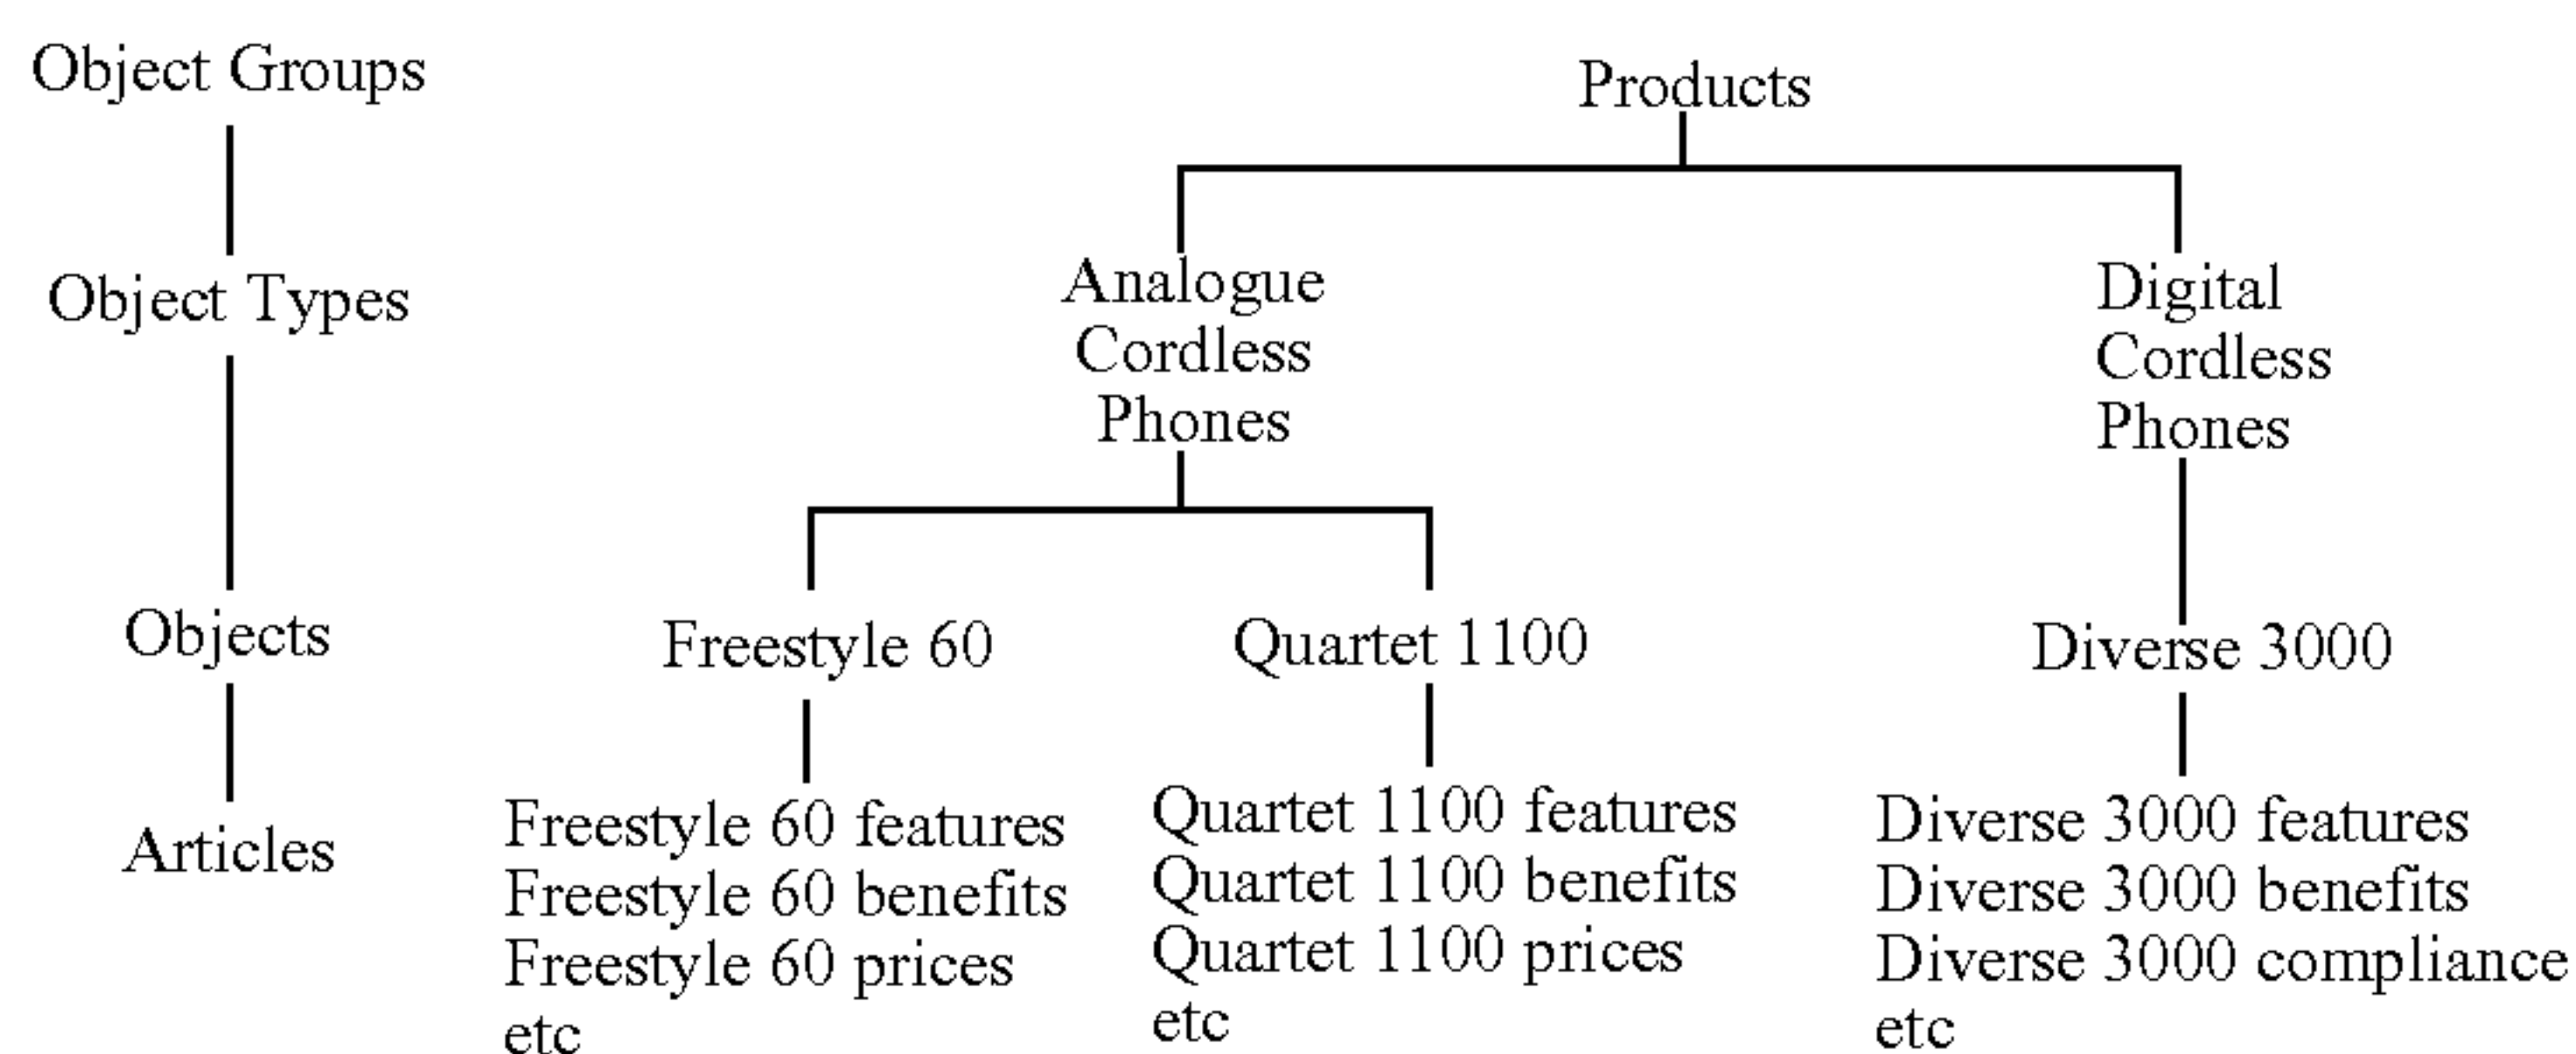 Object Groups
Products
Object Types
Analogue
Cordless
Phones
Digital
Cordless
Phones
Objects
Freestyle 60
Quartet 1100
Diverse 3000
Articles
Freestyle 60 features
Freestyle 60 benefits
Freestyle 60 prices
etc
Quartet 1100 features
Quartet 1100 benefits
Quartet 1100 prices
etc
Diverse 3000 features
Diverse 3000 benefits
Diverse 3000 compliance
etc